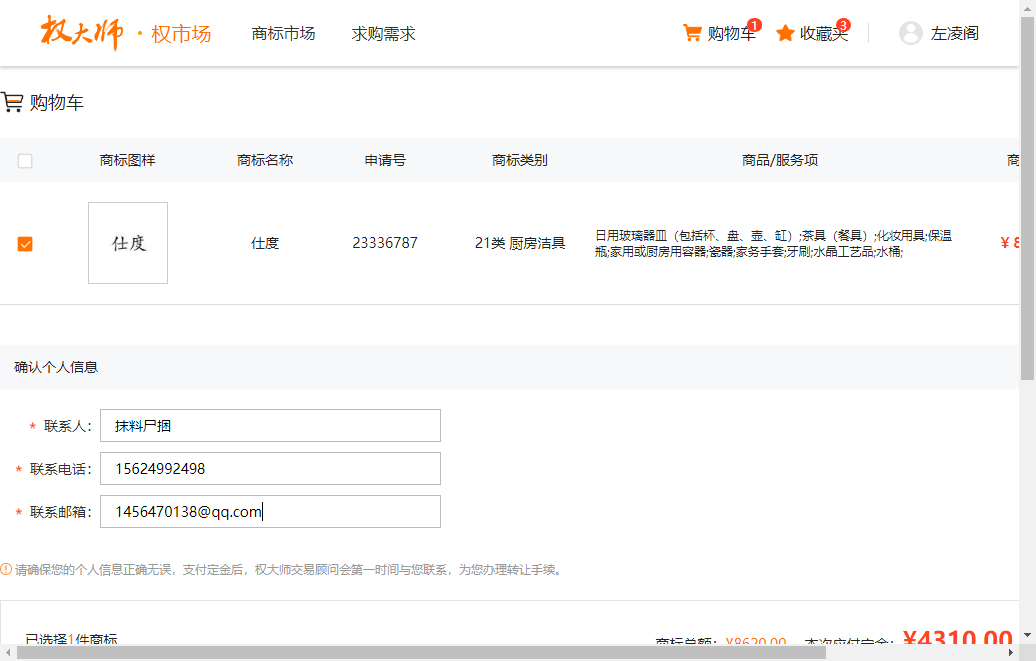 权大师 · 权市场 商标市场 求购需求 购物车 1 收藏夹 3 左凌阁
购物车
商标图样 商标名称 申请号 商标类别 商品/服务项 商
仕度 仕度 23336787 21类 厨房洁具 日用玻璃器皿（包括杯、盘、壶、缸）;茶具（餐具）;化妆用具;保温 ¥ 8
瓶;家用或厨房用容器;瓷器;家务手套;牙刷;水晶工艺品;水桶;
确认个人信息
* 联系人: 抹料尸捆
* 联系电话: 15624992498
* 联系邮箱: 1456470138@qq.com
请确保您的个人信息正确无误，支付定金后，权大师交易顾问会第一时间与您联系，为您办理转让手续。
已选择1件商标 商标总额: ¥8620.00 本次应付定金: ¥4310.00